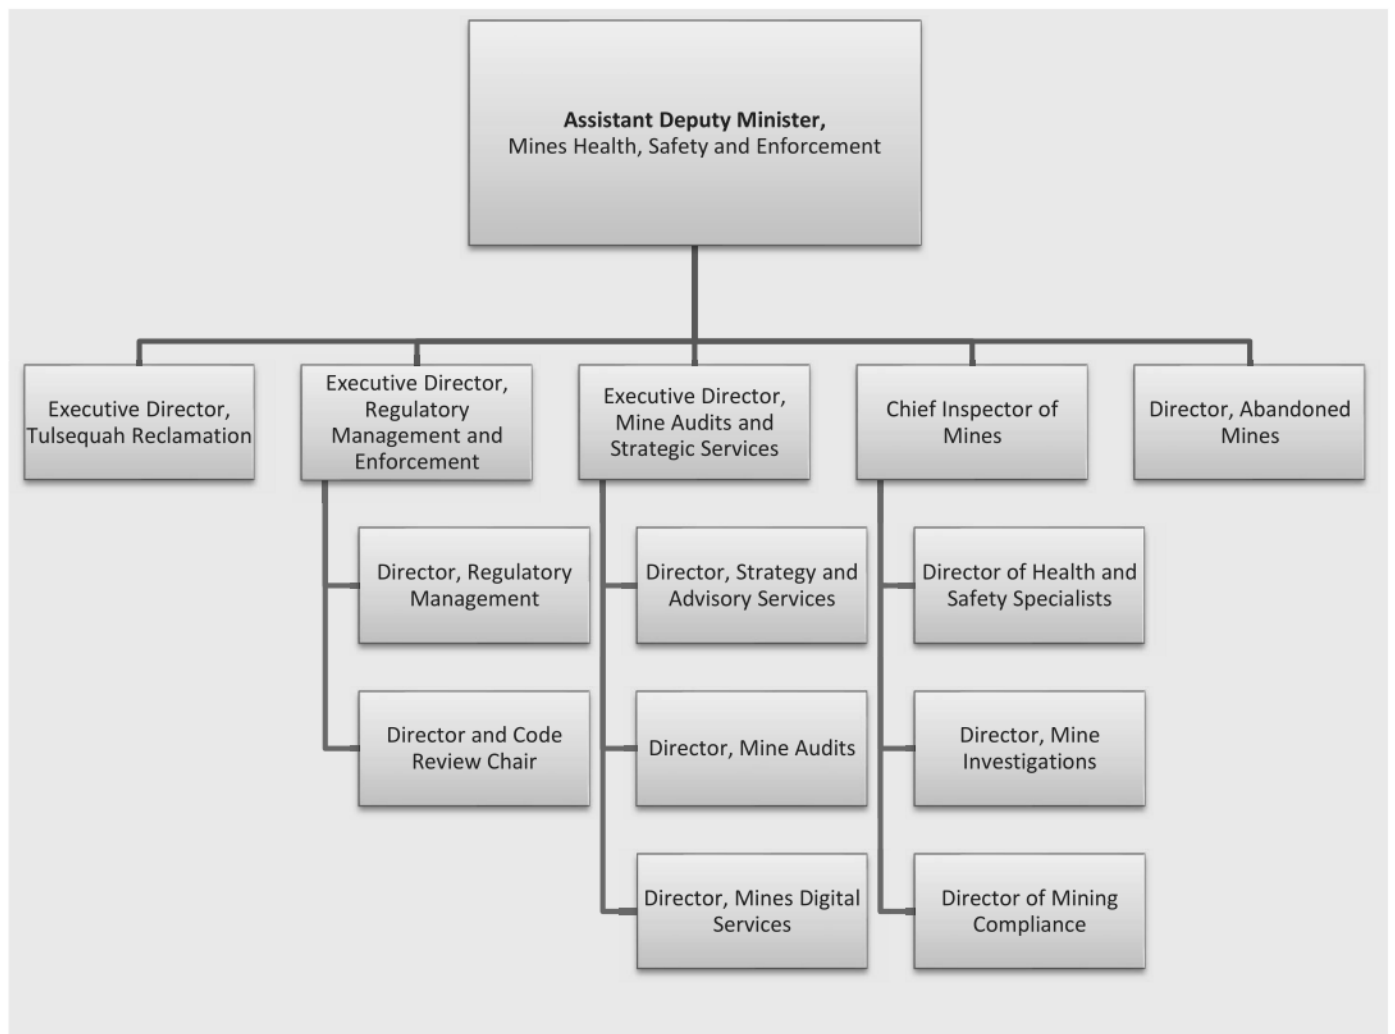 Assistant Deputy Minister,
Mines Health, Safety and Enforcement
Executive Director,
Tulsequah Reclamation
Executive Director,
Regulatory
Management and
Enforcement
Executive Director,
Mine Audits and
Strategic Services
Chief Inspector of
Mines
Director, Abandoned
Mines
Director, Regulatory
Management
Director, Strategy and
Advisory Services
Director of Health and
Safety Specialists
Director and Code
Review Chair
Director, Mine Audits
Director, Mine
Investigations
Director, Mines Digital
Services
Director of Mining
Compliance